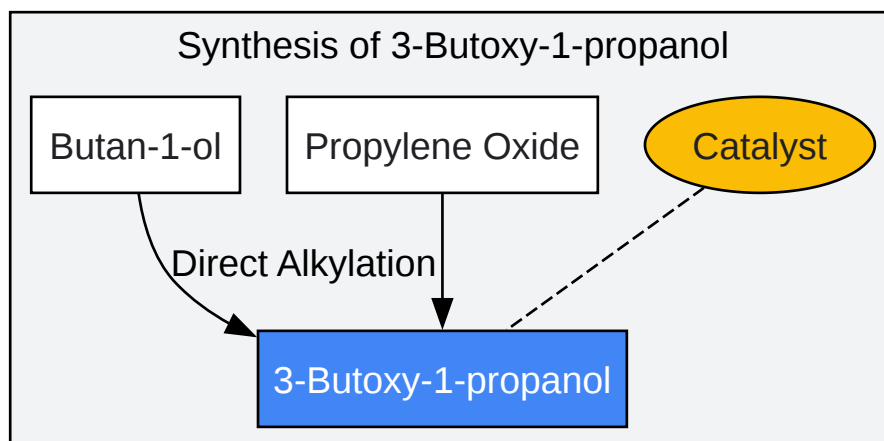 Synthesis of 3-Butoxy-1-propanol
Butan-1-ol
Propylene Oxide
Catalyst
Direct Alkylation
3-Butoxy-1-propanol